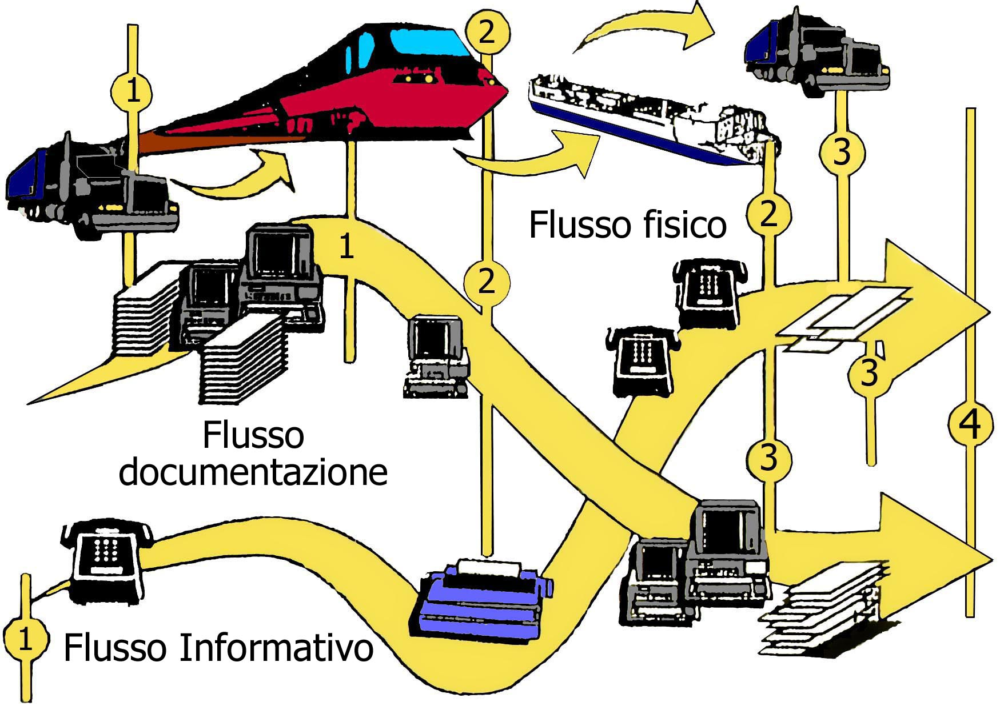 2
1
3
Flusso fisico
2
1
2
3
4
Flusso
documentazione
3
1
Flusso Informativo